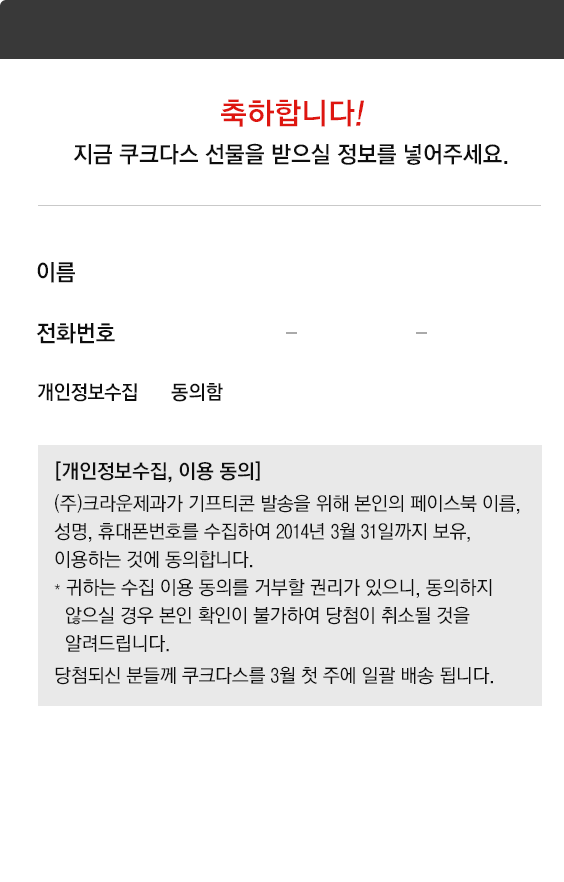 축하합니다!
지금 쿠크다스 선물을 받으실 정보를 넣어주세요.
이름
전화번호 – –
개인정보수집 동의함
[개인정보수집, 이용 동의]
(주)크라운제과가 기프티콘 발송을 위해 본인의 페이스북 이름,
성명, 휴대폰번호를 수집하여 2014년 3월 31일까지 보유,
이용하는 것에 동의합니다.
* 귀하는 수집 이용 동의를 거부할 권리가 있으니, 동의하지
않으실 경우 본인 확인이 불가하여 당첨이 취소될 것을
알려드립니다.
당첨되신 분들께 쿠크다스를 3월 첫 주에 일괄 배송 됩니다.